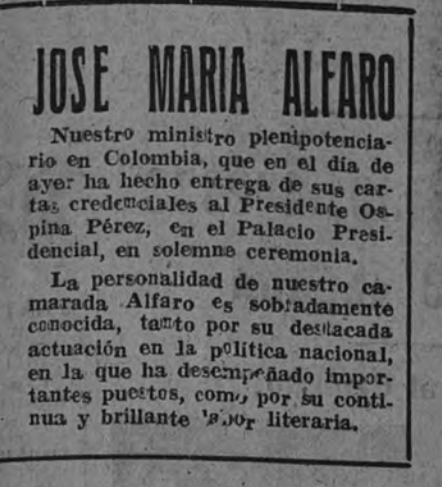 JOSE MARIA ALFARO
Nuestro ministro plenipotencia-
rio en Colombia, que en el día de
ayer ha hecho entrega de sus car-
tas credenciales al Presidente Os-
pina Pérez, en el Palacio Presi-
dencial, en solemne ceremonia.
La personalidad de nuestro ca-
marada Alfaro es sobradamente
conocida, tanto por su destacada
actuación en la política nacional,
en la que ha desempeñado impor-
tantes puestos, como por su conti-
nua y brillante labor literaria.